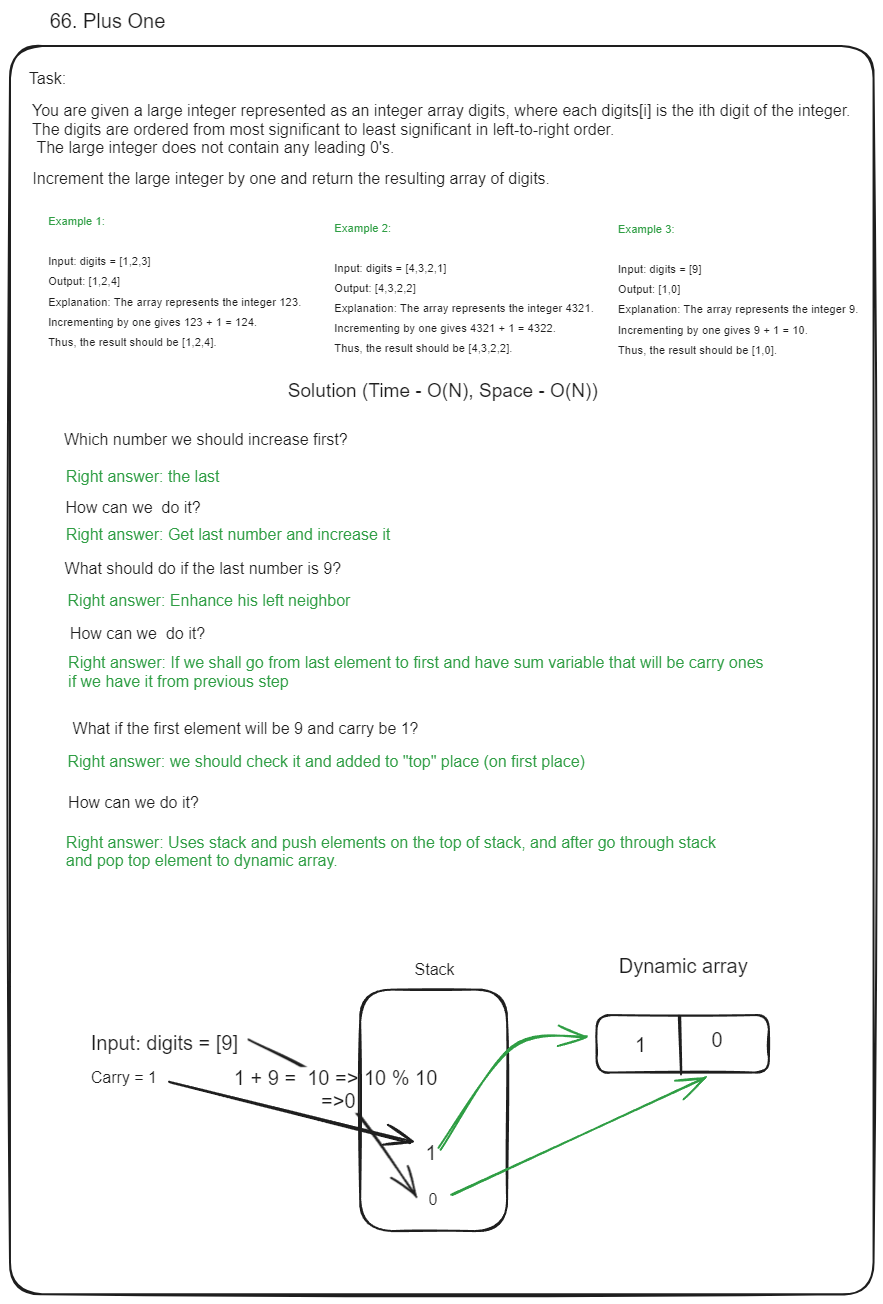 66. Plus One
Task:
You are given a large integer represented as an integer array digits, where each digits[i] is the ith digit of the integer.
The digits are ordered from most significant to least significant in left-to-right order.
The large integer does not contain any leading 0's.
Increment the large integer by one and return the resulting array of digits.
Example 1:
Input: digits = [1,2,3]
Output: [1,2,4]
Explanation: The array represents the integer 123.
Incrementing by one gives 123 + 1 = 124.
Thus, the result should be [1,2,4].
Example 2:
Input: digits = [4,3,2,1]
Output: [4,3,2,2]
Explanation: The array represents the integer 4321.
Incrementing by one gives 4321 + 1 = 4322.
Thus, the result should be [4,3,2,2].
Example 3:
Input: digits = [9]
Output: [1,0]
Explanation: The array represents the integer 9.
Incrementing by one gives 9 + 1 = 10.
Thus, the result should be [1,0].
Solution (Time - O(N), Space - O(N))
Which number we should increase first?
Right answer: the last
How can we  do it?
Right answer: Get last number and increase it
What should do if the last number is 9?
Right answer: Enhance his left neighbor
How can we  do it?
Right answer: If we shall go from last element to first and have sum variable that will be carry ones
if we have it from previous step
What if the first element will be 9 and carry be 1?
Right answer: we should check it and added to "top" place (on first place)
How can we do it?
Right answer: Uses stack and push elements on the top of stack, and after go through stack
and pop top element to dynamic array.
Stack
Dynamic array
Input: digits = [9]
1 0
Carry = 1
1 + 9 =  10 => 10 % 10
=>0
1
0